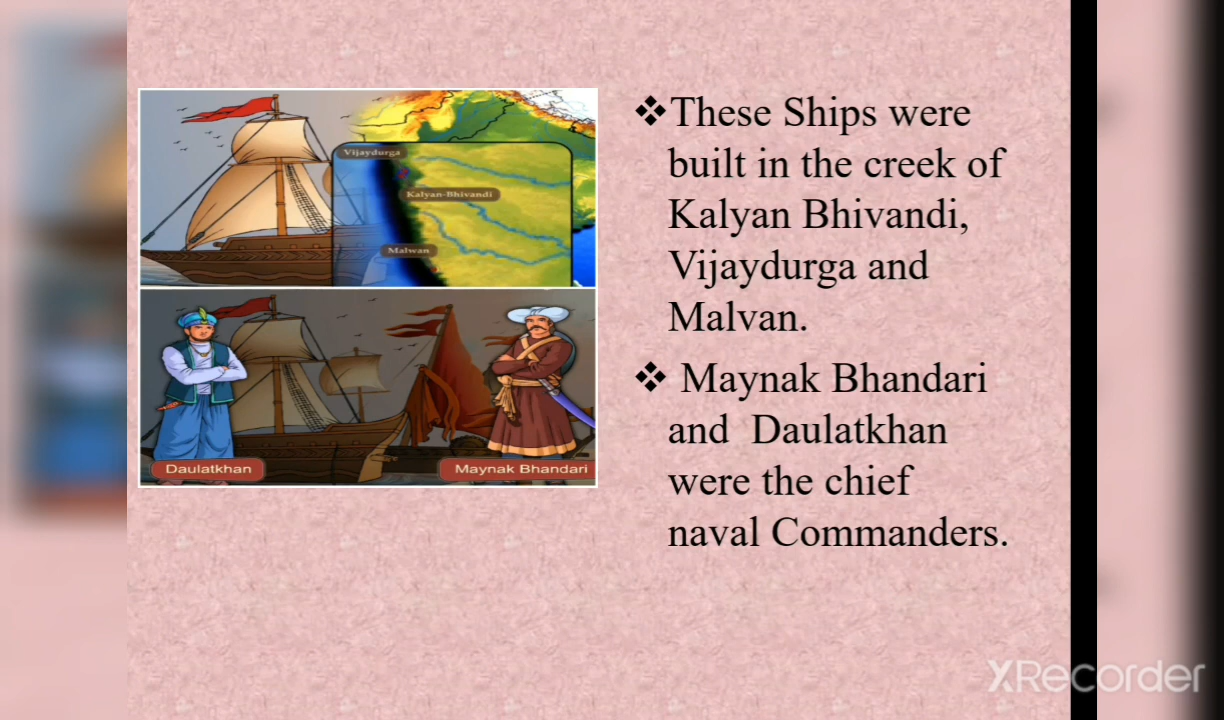 Vijaydurga
Kalyan-Bhivandi
Malwan
Daulatkhan
Maynak Bhandari
❖These Ships were
built in the creek of
Kalyan Bhivandi,
Vijaydurga and
Malvan.
❖ Maynak Bhandari
and Daulatkhan
were the chief
naval Commanders.
XRecorder